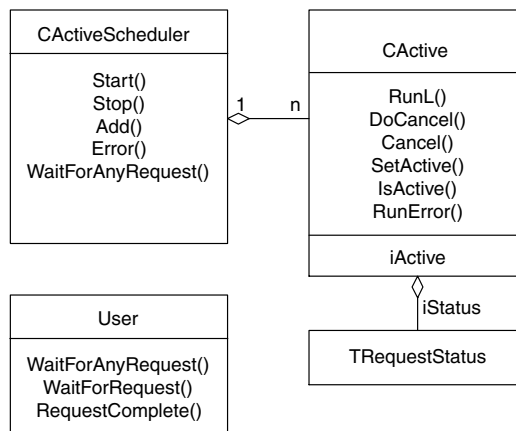 CActiveScheduler
Start()
Stop()
Add()
Error()
WaitForAnyRequest()
1
n
CActive
RunL()
DoCancel()
Cancel()
SetActive()
IsActive()
RunError()
iActive
iStatus
TRequestStatus
User
WaitForAnyRequest()
WaitForRequest()
RequestComplete()